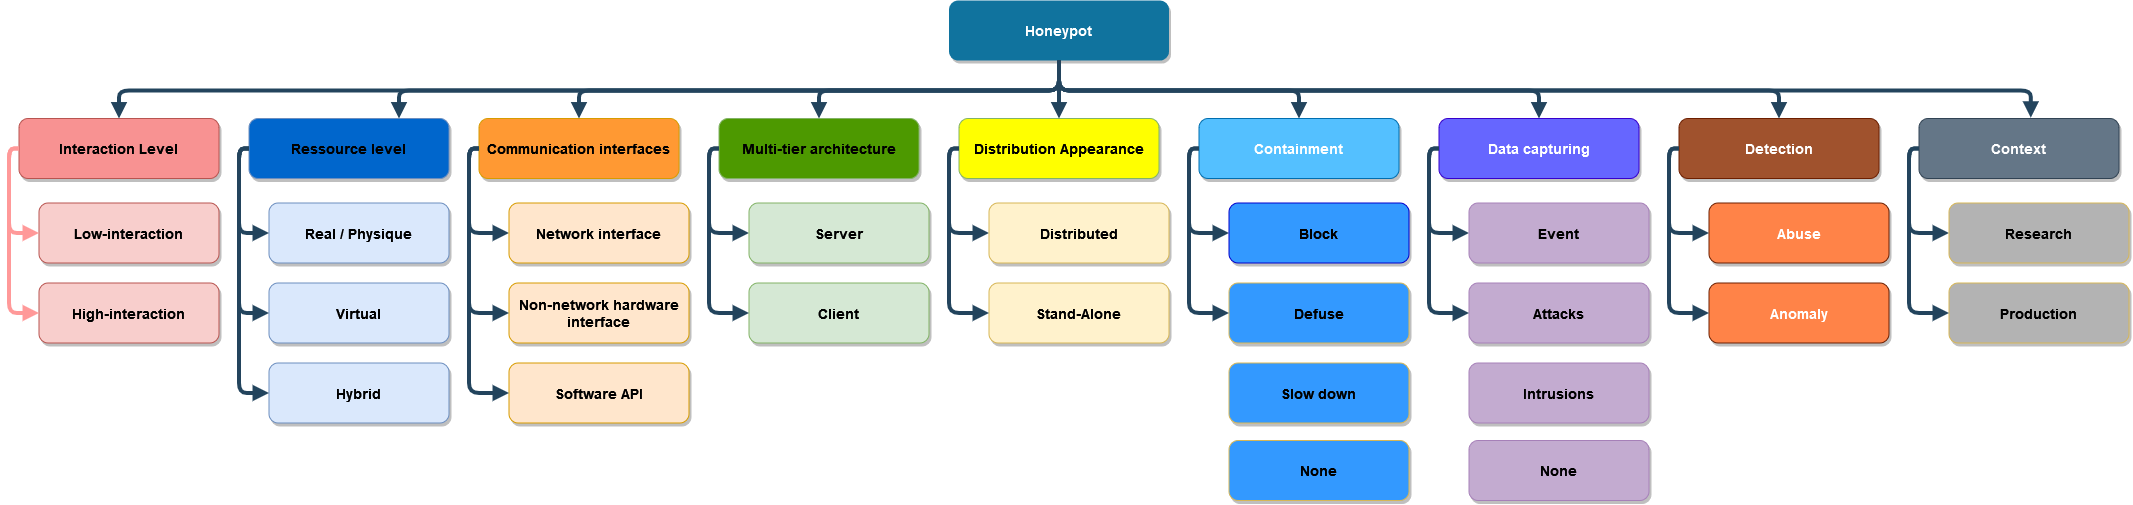 Honeypot
Interaction Level
Ressource level
Communication interfaces
Multi-tier architecture
Distribution Appearance
Containment
Data capturing
Detection
Context
Low-interaction
Real / Physique
Network interface
Server
Distributed
Block
Event
Abuse
Research
High-interaction
Virtual
Non-network hardware
interface
Client
Stand-Alone
Defuse
Attacks
Anomaly
Production
Hybrid
Software API
Slow down
Intrusions
None
None